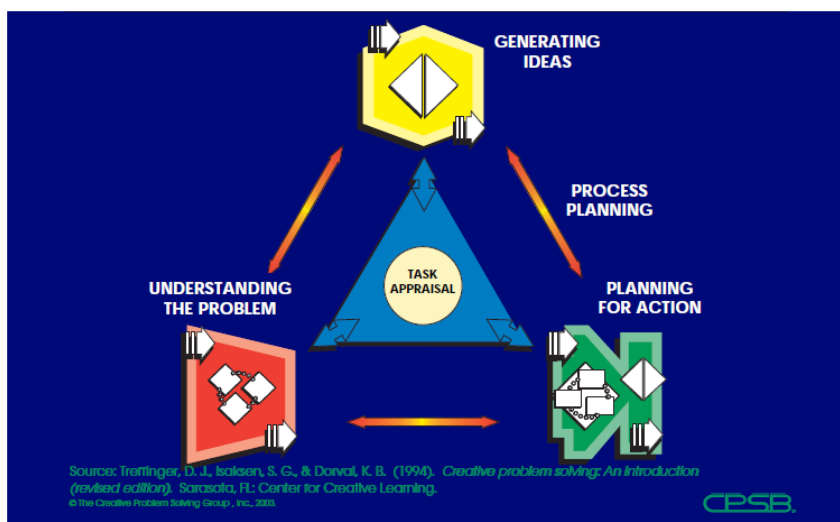 GENERATING
IDEAS
PROCESS
PLANNING
TASK
APPRAISAL
UNDERSTANDING
THE PROBLEM
PLANNING
FOR ACTION
Source: Treffinger, D. J., Isaksen, S. G., & Dorval, K. B. (1994). Creative problem solving: An introduction
(revised edition). Sarasota, FL: Center for Creative Learning.
© The Creative Problem Solving Group, Inc., 2003.
CPSB.